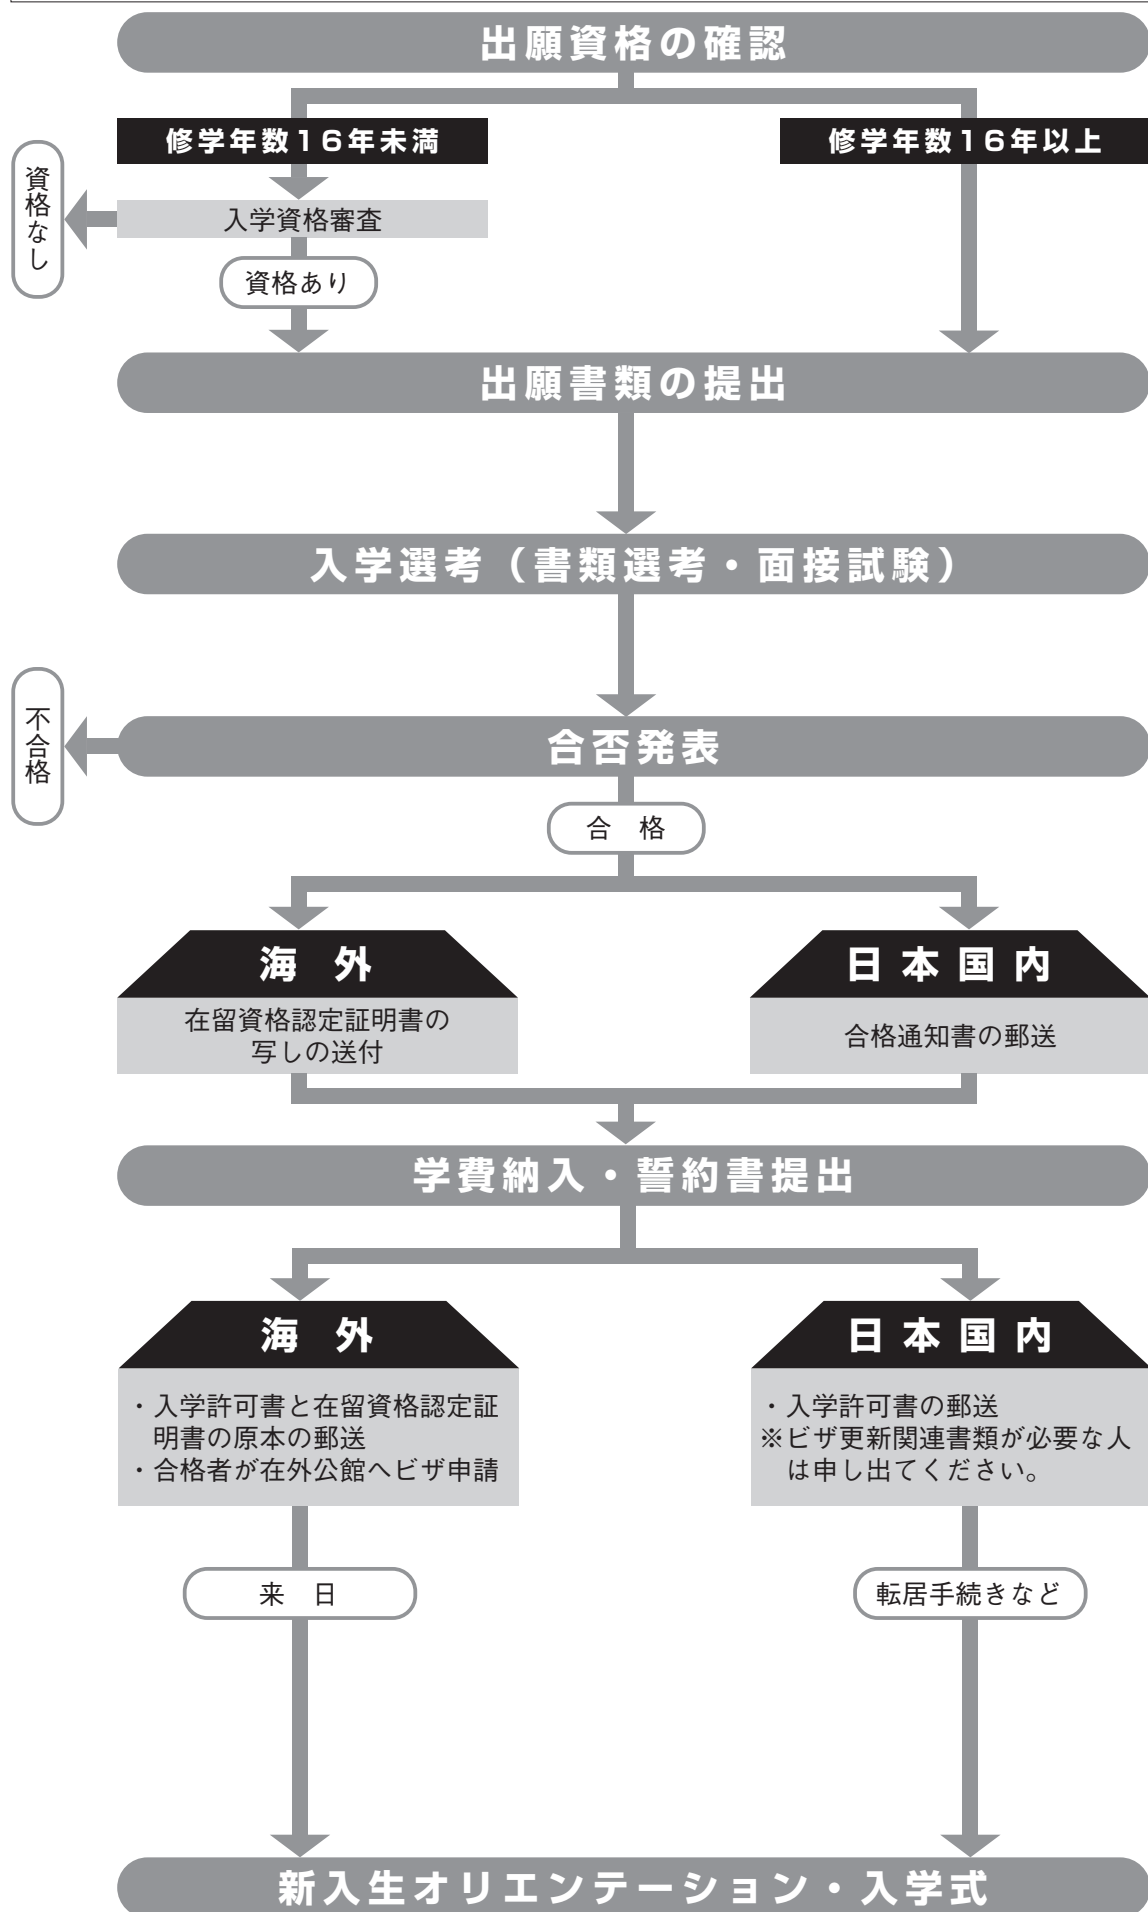 出願資格の確認
修学年数16年未満
修学年数16年以上
資格なし
入学資格審査
資格あり
出願書類の提出
入学選考（書類選考・面接試験）
不合格
合否発表
合　格
海　外
日本国内
在留資格認定証明書の
写しの送付
合格通知書の郵送
学費納入・誓約書提出
海　外
日本国内
・入学許可書と在留資格認定証
明書の原本の郵送
・合格者が在外公館へビザ申請
・入学許可書の郵送
※ビザ更新関連書類が必要な人
は申し出てください。
来　日
転居手続きなど
新入生オリエンテーション・入学式